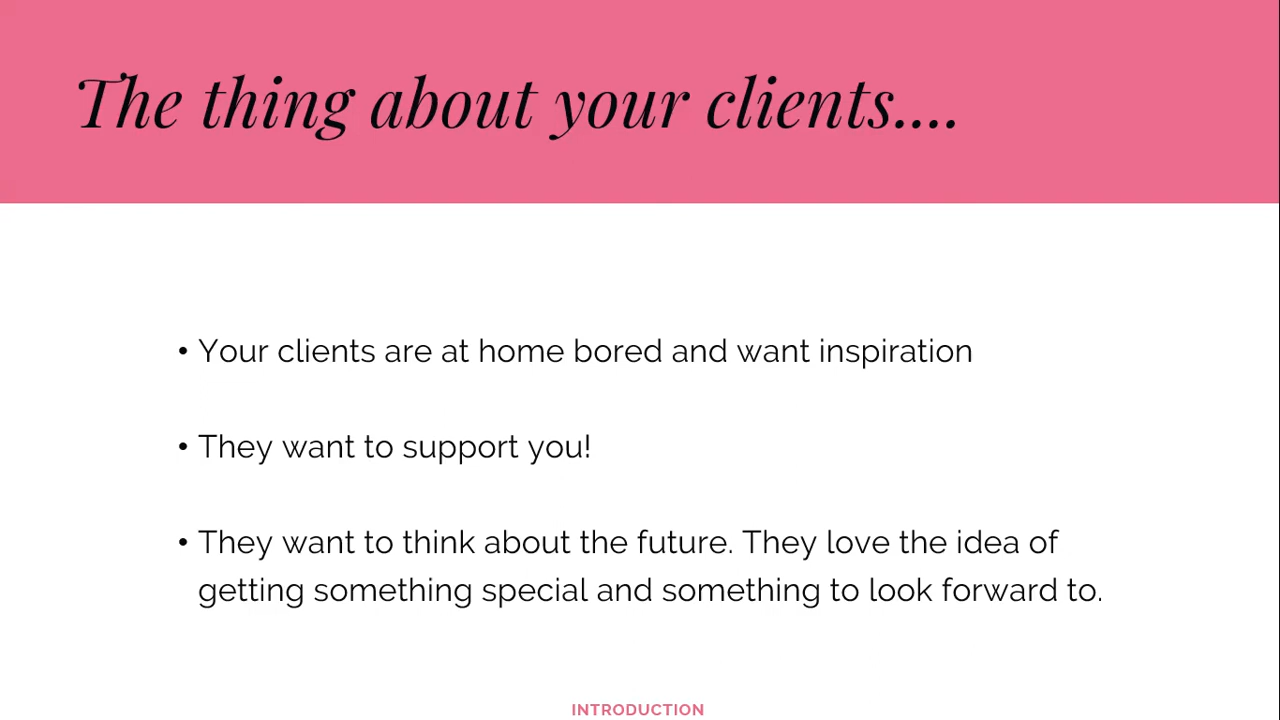 The thing about your clients....
• Your clients are at home bored and want inspiration
• They want to support you!
• They want to think about the future. They love the idea of
getting something special and something to look forward to.
INTRODUCTION